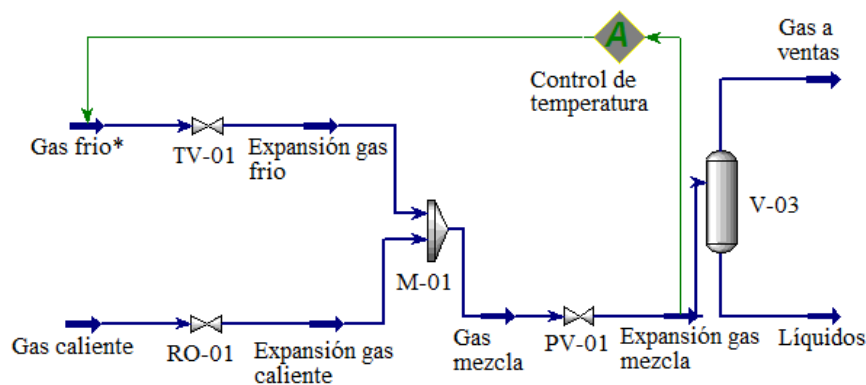 A
Gas a
ventas
Control de
temperatura
Gas frio*
TV-01
Expansión gas
frio
V-03
M-01
Gas caliente
RO-01
Expansión gas
caliente
Gas
mezcla
PV-01
Expansión gas
mezcla
Líquidos